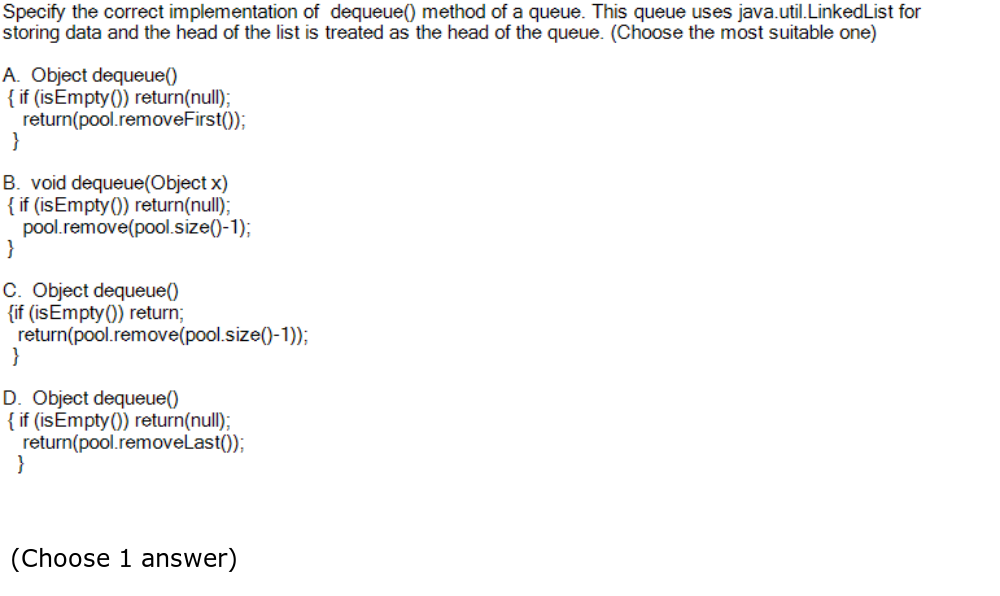 Specify the correct implementation of dequeue() method of a queue. This queue uses java.util.LinkedList for
storing data and the head of the list is treated as the head of the queue. (Choose the most suitable one)
A. Object dequeue()
{ if (isEmpty()) return(null);
return(pool.removeFirst());
}
B. void dequeue(Object x)
{ if (isEmpty()) return(null);
pool.remove(pool.size()-1);
}
C. Object dequeue()
{if (isEmpty()) return;
return(pool.remove(pool.size()-1));
}
D. Object dequeue()
{ if (isEmpty()) return(null);
return(pool.removeLast());
}
(Choose 1 answer)